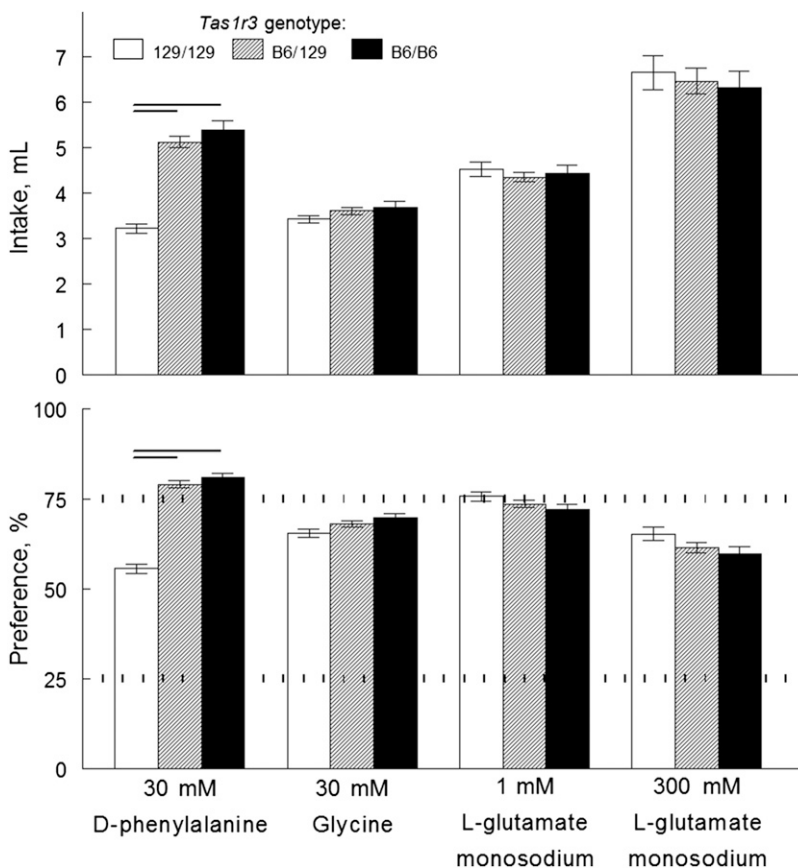 Tas1r3 genotype:
129/129 B6/129 B6/B6
Intake, mL
7
6
5
4
3
2
1
0
Preference, %
100
75
50
25
0
30 mM 30 mM 1 mM 300 mM
D-phenylalanine Glycine L-glutamate L-glutamate
monosodium monosodium